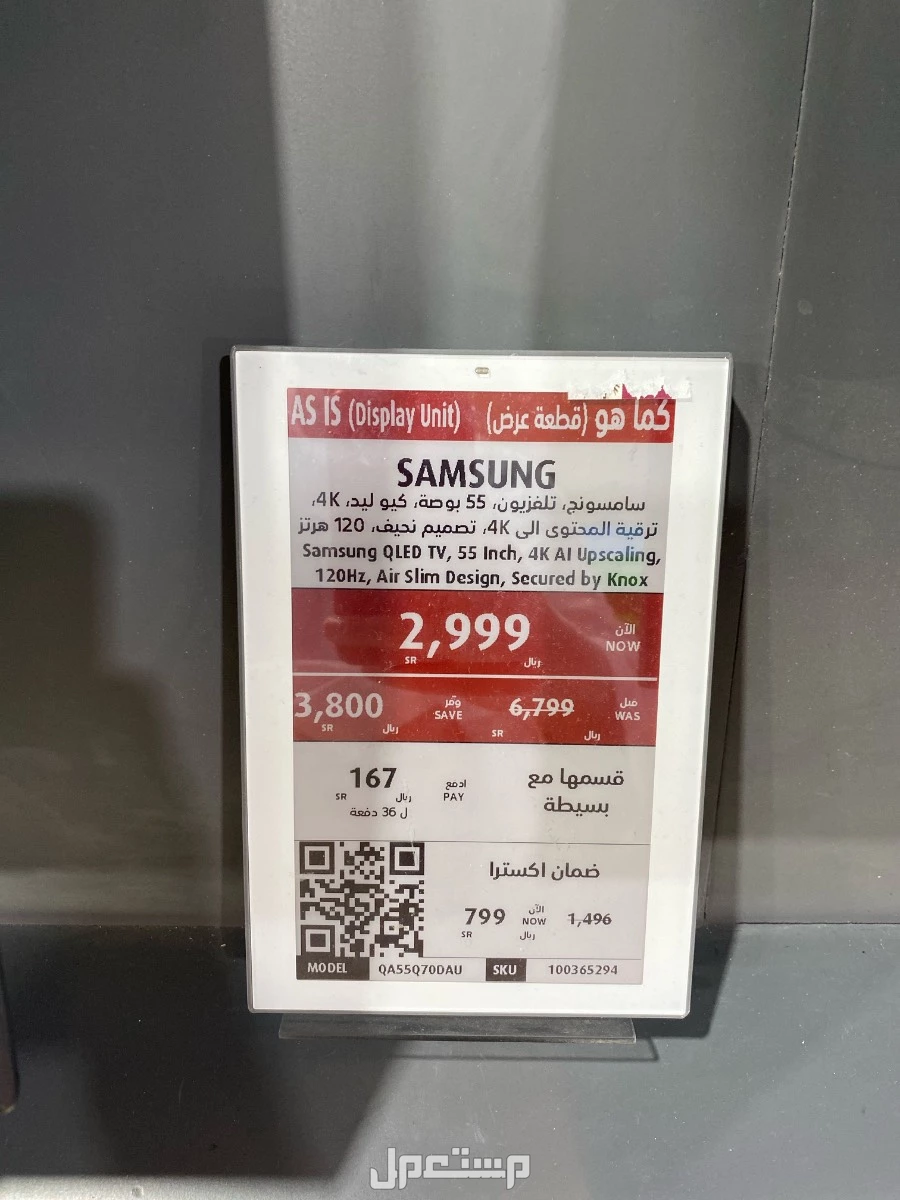 AS IS (Display Unit) كما هو (قطعة عرض)
SAMSUNG
سامسونج، تلفزيون، 55 بوصة، كيو ليد، 4K،
ترقية المحتوى الى 4K، تصميم نحيف، 120 هرتز
Samsung QLED TV, 55 Inch, 4K AI Upscaling,
120Hz, Air Slim Design, Secured by Knox
2,999 SR ريال الآن NOW
3,800 SR ريال وفر SAVE 6,799 SR ريال قبل WAS
قسمها مع
بسيطة
167 SR ريال ادفع PAY
ل 36 دفعة
ضمان اكسترا
799 SR ريال الآن NOW 1,496
MODEL QA55Q70DAU SKU 100365294
مستعمل